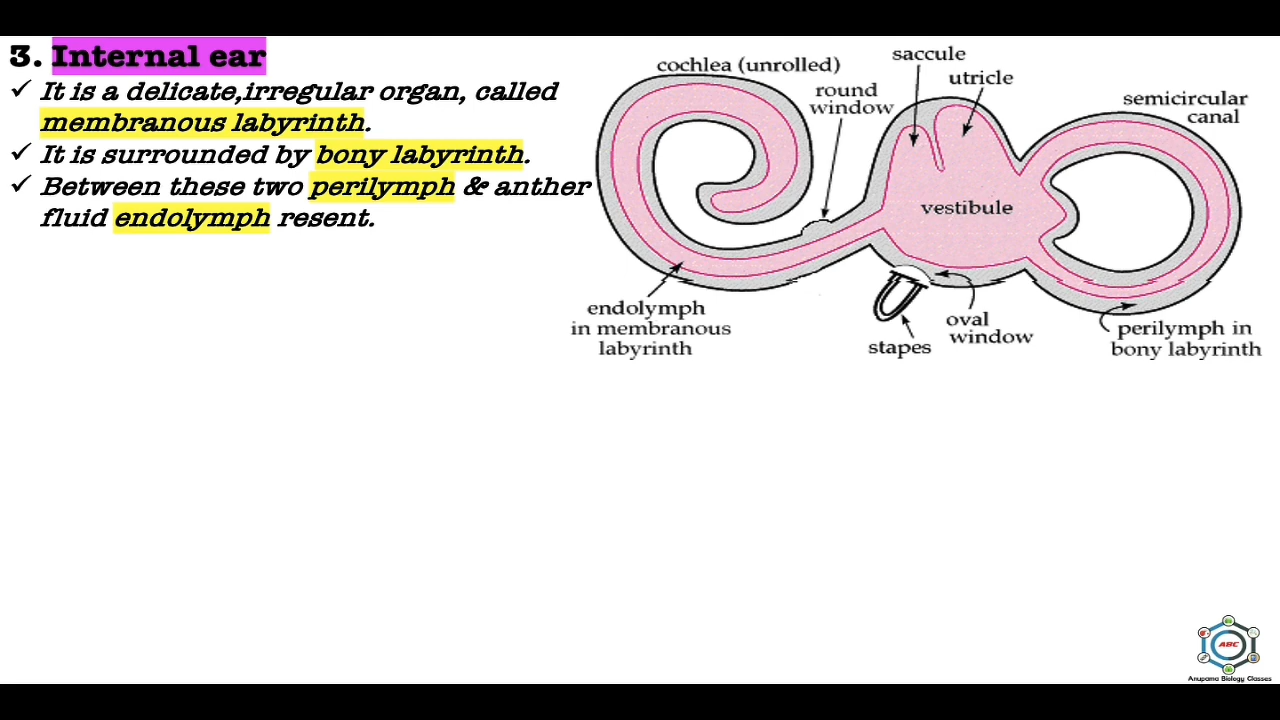 3. Internal ear
✓ It is a delicate,irregular organ, called
membranous labyrinth.
✓ It is surrounded by bony labyrinth.
✓ Between these two perilymph & anther
fluid endolymph resent.
cochlea (unrolled)
saccule
utricle
round
window
semicircular
canal
vestibule
endolymph
in membranous
labyrinth
stapes
oval
window
perilymph in
bony labyrinth
ABC
Anupama Biology Classes